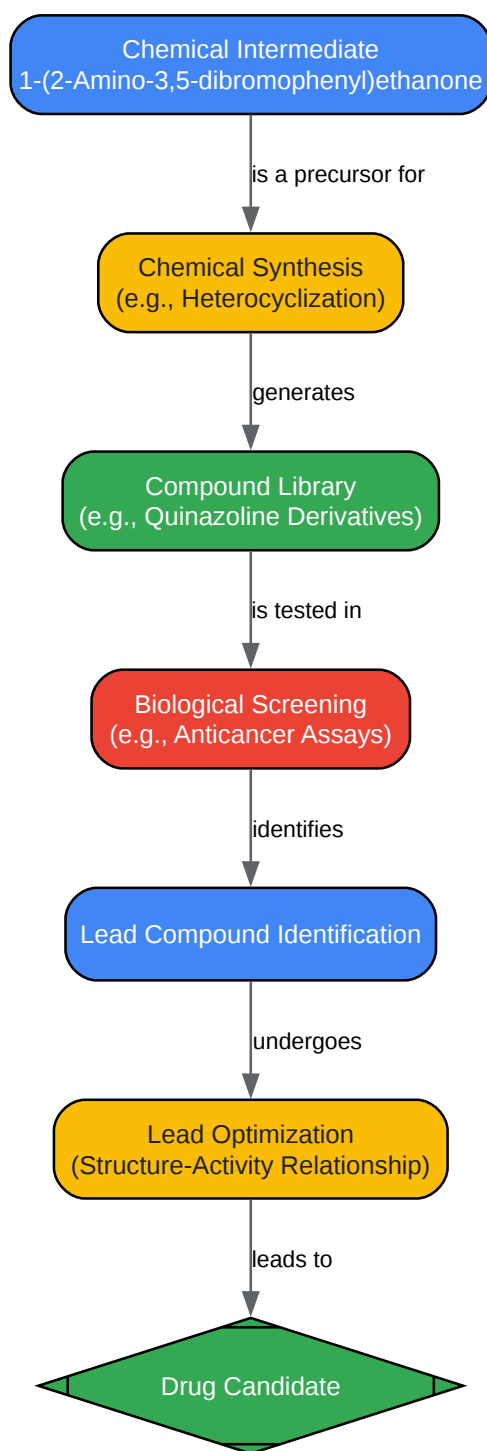 Chemical Intermediate
1-(2-Amino-3,5-dibromophenyl)ethanone
is a precursor for
Chemical Synthesis
(e.g., Heterocyclization)
generates
Compound Library
(e.g., Quinazoline Derivatives)
is tested in
Biological Screening
(e.g., Anticancer Assays)
identifies
Lead Compound Identification
undergoes
Lead Optimization
(Structure-Activity Relationship)
leads to
Drug Candidate